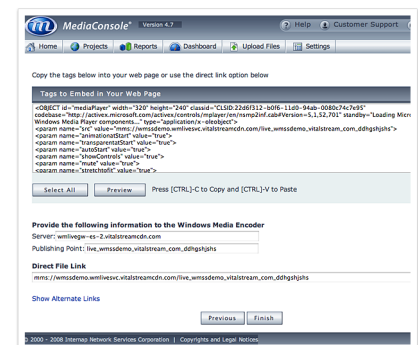 m MediaConsole® Version 4.7 ? Help Customer Support
Home Projects Reports Dashboard Upload Files Settings
Copy the tags below into your web page or use the direct link option below
Tags to Embed in Your Web Page
<OBJECT id="mediaPlayer" width="320" height="240" classid="CLSID:22d6f312-b0f6-11d0-94ab-0080c74c7e95"
codebase="http://activex.microsoft.com/activex/controls/mplayer/en/nsmp2inf.cab#Version=5,1,52,701" standby="Loading Micro
Windows Media Player components..." type="application/x-oleobject">
<param name="src" value="mms://wmssdemo.wmlivesvc.vitalstreamcdn.com/live_wmssdemo_vitalstream_com_ddhgshjshs">
<param name="animationatStart" value="true">
<param name="transparentatStart" value="true">
<param name="autoStart" value="true">
<param name="showControls" value="true">
<param name="mute" value="true">
<param name="stretchtofit" value="true">
Select All Preview Press [CTRL]-C to Copy and [CTRL]-V to Paste
Provide the following information to the Windows Media Encoder
Server: wmlivegw-es-2.vitalstreamcdn.com
Publishing Point: live_wmssdemo_vitalstream_com_ddhgshjshs
Direct File Link
mms://wmssdemo.wmlivesvc.vitalstreamcdn.com/live_wmssdemo_vitalstream_com_ddhgshjshs
Show Alternate Links
Previous Finish
2000 - 2008 Internap Network Services Corporation | Copyrights and Legal Notices